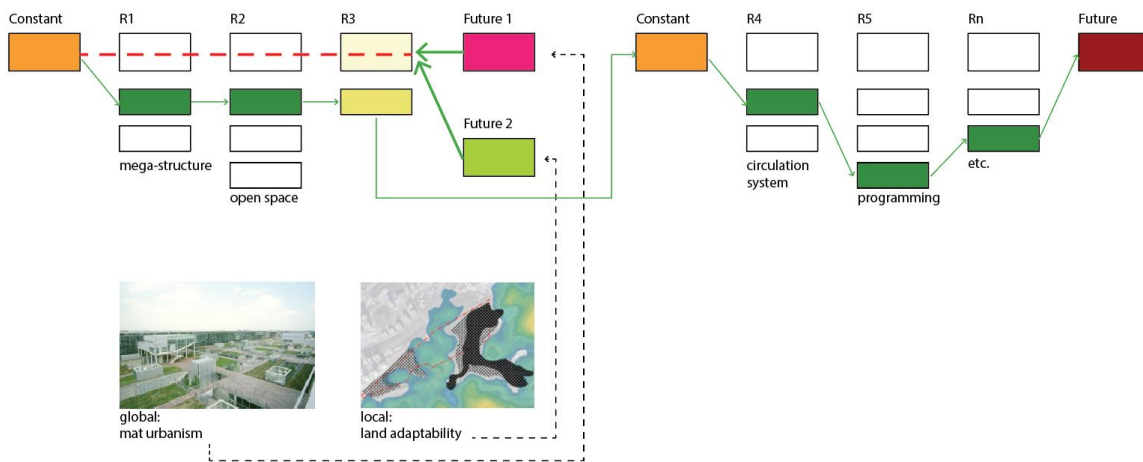 Constant
R1
R2
R3
Future 1
Constant
R4
R5
Rn
Future
Future 2
mega-structure
open space
circulation
system
programming
etc.
global:
mat urbanism
local:
land adaptability